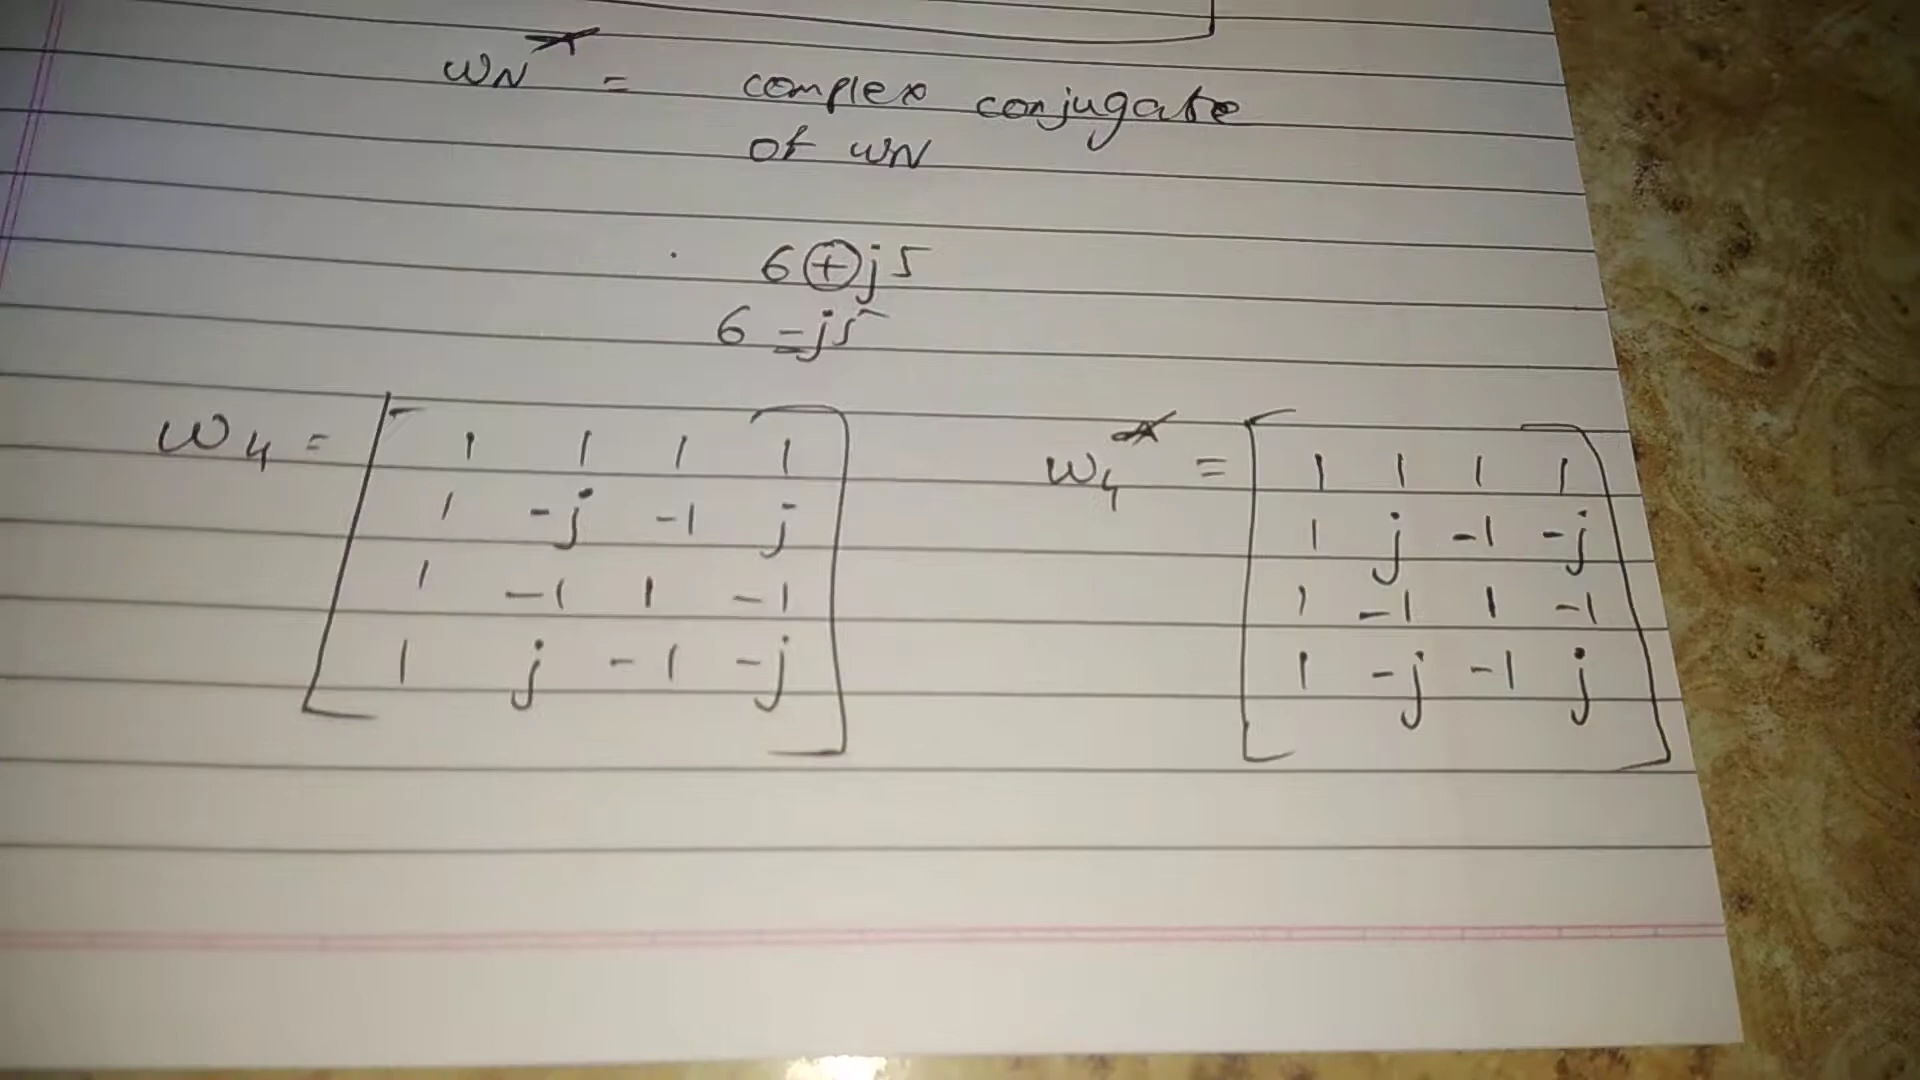 WN* = complex conjugate
of WN
6+j5
6-j5
W4 = [ 1 1 1 1
1 -j -1 j
1 -1 1 -1
1 j -1 -j ]
W4* = [ 1 1 1 1
1 j -1 -j
1 -1 1 -1
1 -j -1 j ]